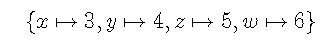 {x ↦ 3, y ↦ 4, z ↦ 5, w ↦ 6}